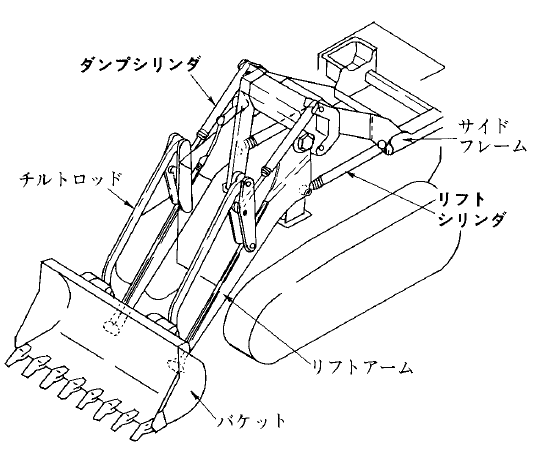 ダンプシリンダ
サイド
フレーム
チルトロッド
リフト
シリンダ
リフトアーム
バケット